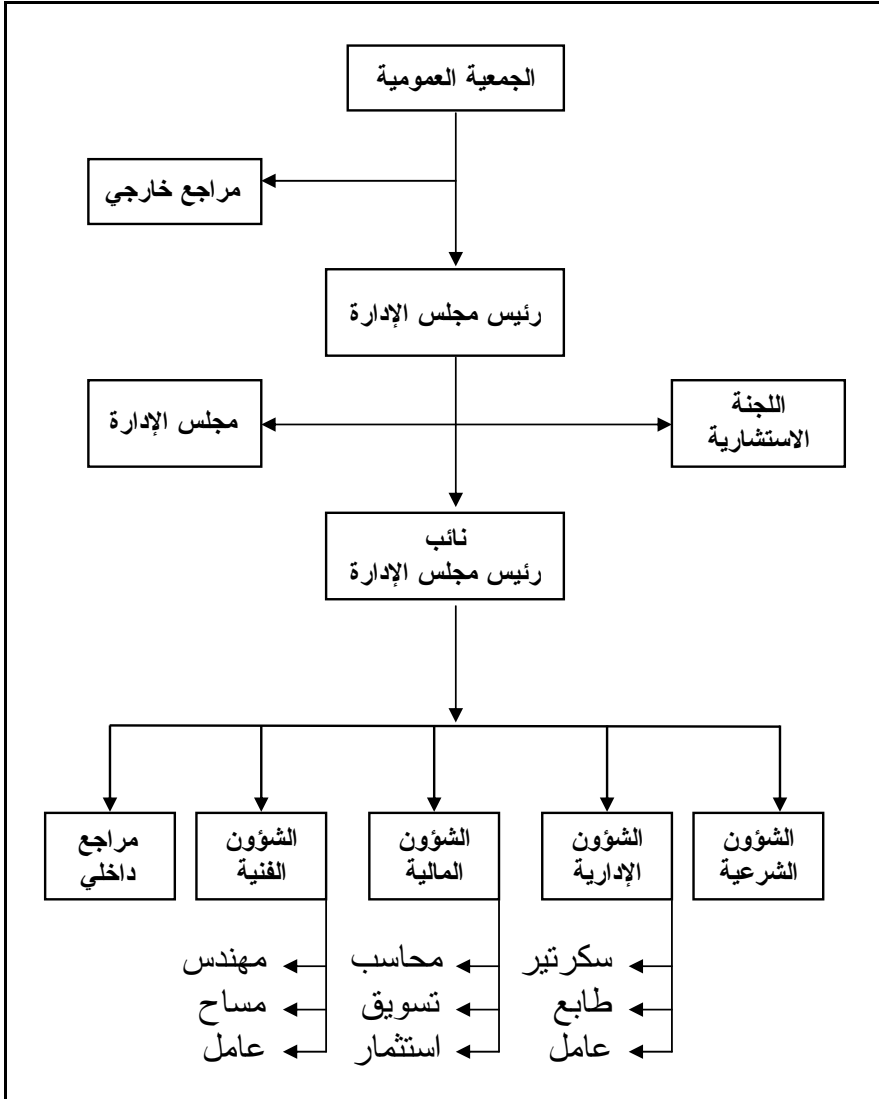 الجمعية العمومية
مراجع خارجي
رئيس مجلس الإدارة
اللجنة
الاستشارية
مجلس الإدارة
نائب
رئيس مجلس الإدارة
الشؤون
الشرعية
الشؤون
الإدارية
الشؤون
المالية
الشؤون
الفنية
مراجع
داخلي
سكرتير
طابع
عامل
محاسب
تسويق
استثمار
مهندس
مساح
عامل